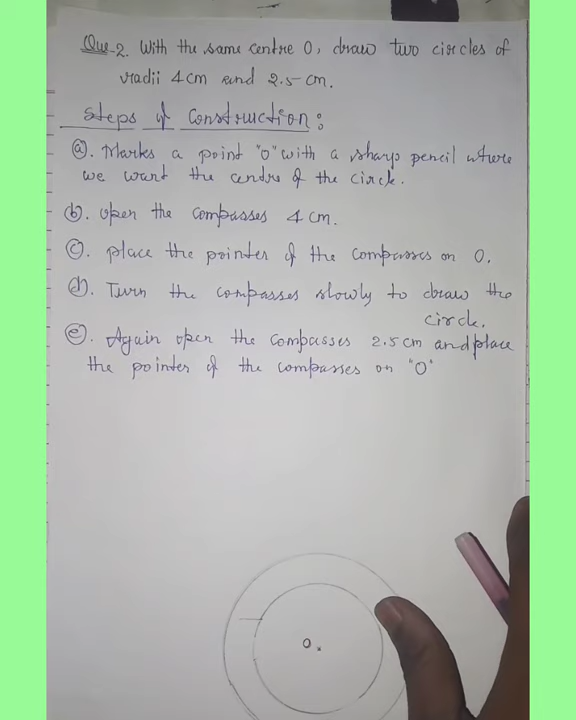 Que-2. With the same centre O, draw two circles of
radii 4 cm and 2.5 cm.
Steps of Construction:
(a). Marks a point "O" with a sharp pencil where
we want the centre of the circle.
(b). Open the compasses 4 cm.
(c). place the pointer of the compasses on O.
(d). Turn the compasses slowly to draw the
circle.
(e). Again open the compasses 2.5 cm and place
the pointer of the compasses on "O"
O